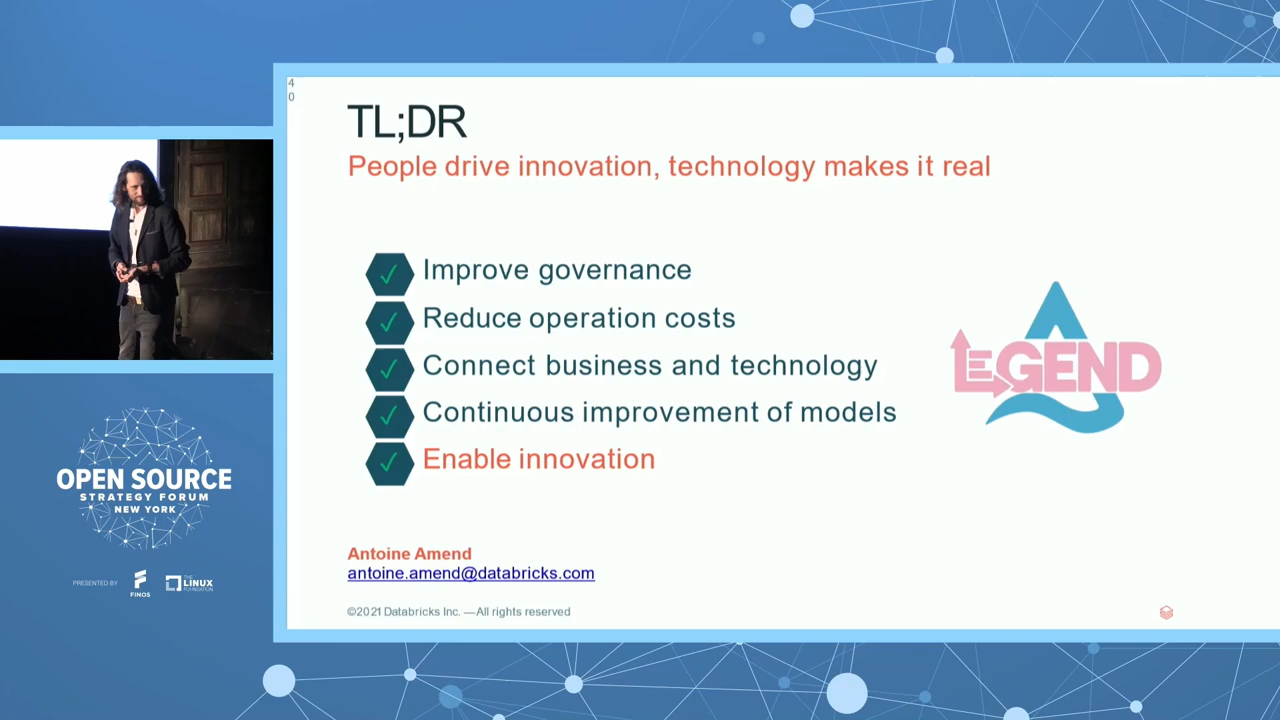 4
0
TL;DR
People drive innovation, technology makes it real
Improve governance
Reduce operation costs
Connect business and technology
Continuous improvement of models
Enable innovation
LEGEND
Antoine Amend
antoine.amend@databricks.com
©2021 Databricks Inc. —All rights reserved
OPEN SOURCE
STRATEGY FORUM
NEW YORK
PRESENTED BY
FINOS
THE
LINUX
FOUNDATION